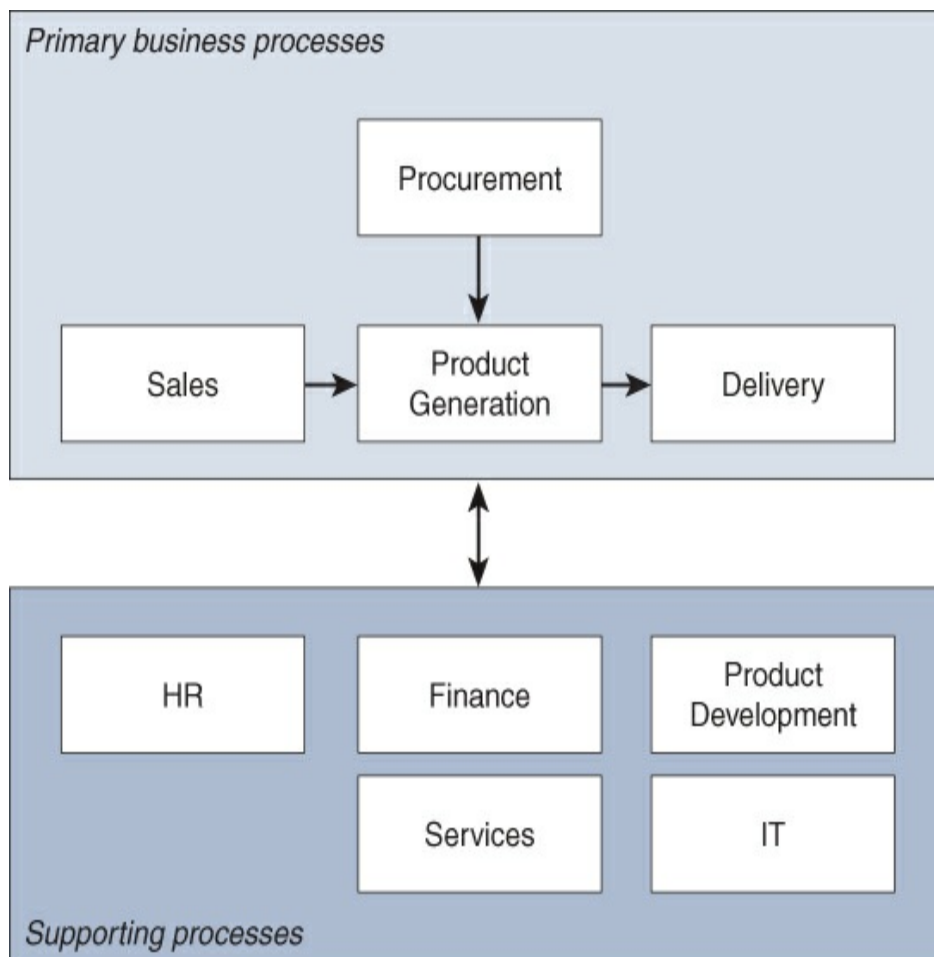 Primary business processes
Procurement
Sales
Product
Generation
Delivery
HR
Finance
Product
Development
Services
IT
Supporting processes